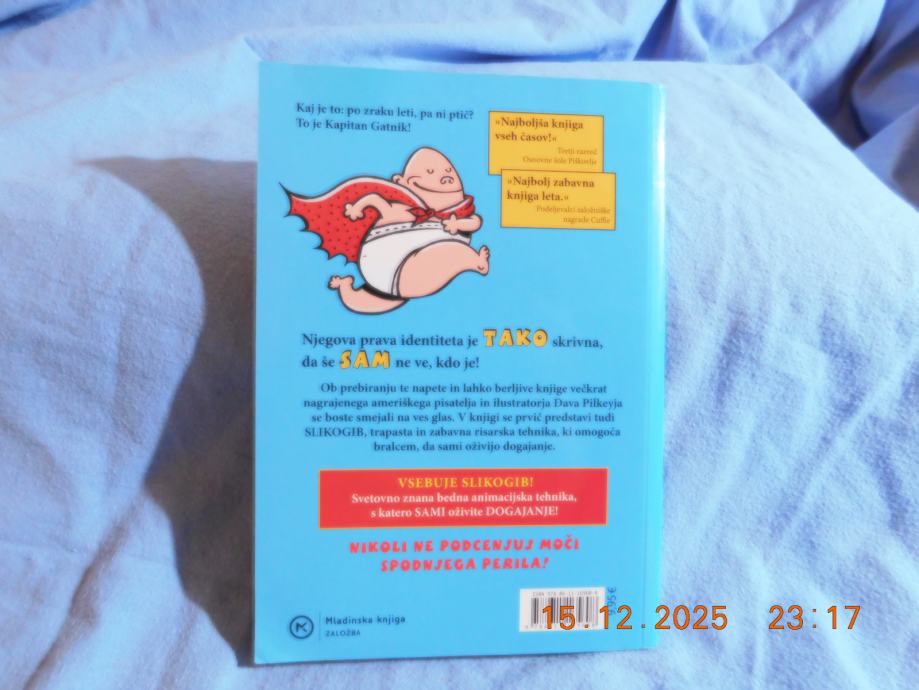 Kaj je to: po zraku leti, pa ni ptič?
To je Kapitan Gatnik!
»Najboljša knjiga
vseh časov!«
Tretji razred
Osnovne šole Piškovlje
»Najbolj zabavna
knjiga leta.«
Podeljevalci založniške
nagrade Cuffie
Njegova prava identiteta je TAKO skrivna,
da še SAM ne ve, kdo je!
Ob prebiranju te napete in lahko berljive knjige večkrat
nagrajenega ameriškega pisatelja in ilustratorja Dava Pilkeyja
se boste smejali na ves glas. V knjigi se prvič predstavi tudi
SLIKOGIB, trapasta in zabavna risarska tehnika, ki omogoča
bralcem, da sami oživijo dogajanje.
VSEBUJE SLIKOGIB!
Svetovno znana bedna animacijska tehnika,
s katero SAMI oživite DOGAJANJE!
NIKOLI NE PODCENJUJ MOČI
SPODNJEGA PERILA!
Mladinska knjiga
ZALOŽBA
ISBN
15.12.2025 23:17